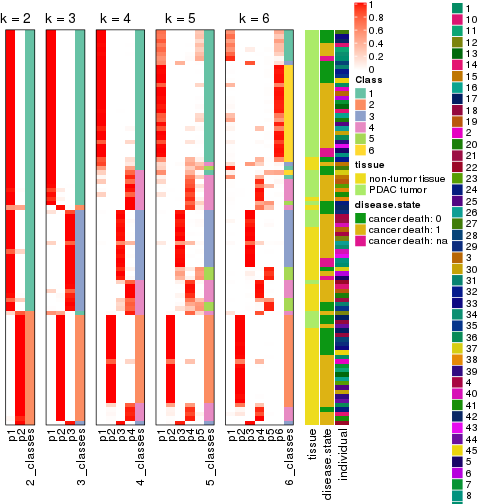 k = 2
k = 3
k = 4
k = 5
k = 6
p1
p2
2_classes
p1
p2
p3
3_classes
p1
p2
p3
p4
4_classes
p1
p2
p3
p4
p5
5_classes
p1
p2
p3
p4
p5
p6
6_classes
tissue
disease.state
individual
1
0.8
0.6
0.4
0.2
0
Class
1
2
3
4
5
6
tissue
non-tumor tissue
PDAC tumor
disease.state
cancer death: 0
cancer death: 1
cancer death: na
1
10
11
12
13
14
15
16
17
18
19
2
20
21
22
23
24
25
26
27
28
29
3
30
31
32
33
34
35
36
37
38
39
4
40
41
42
43
44
45
5
6
7
8